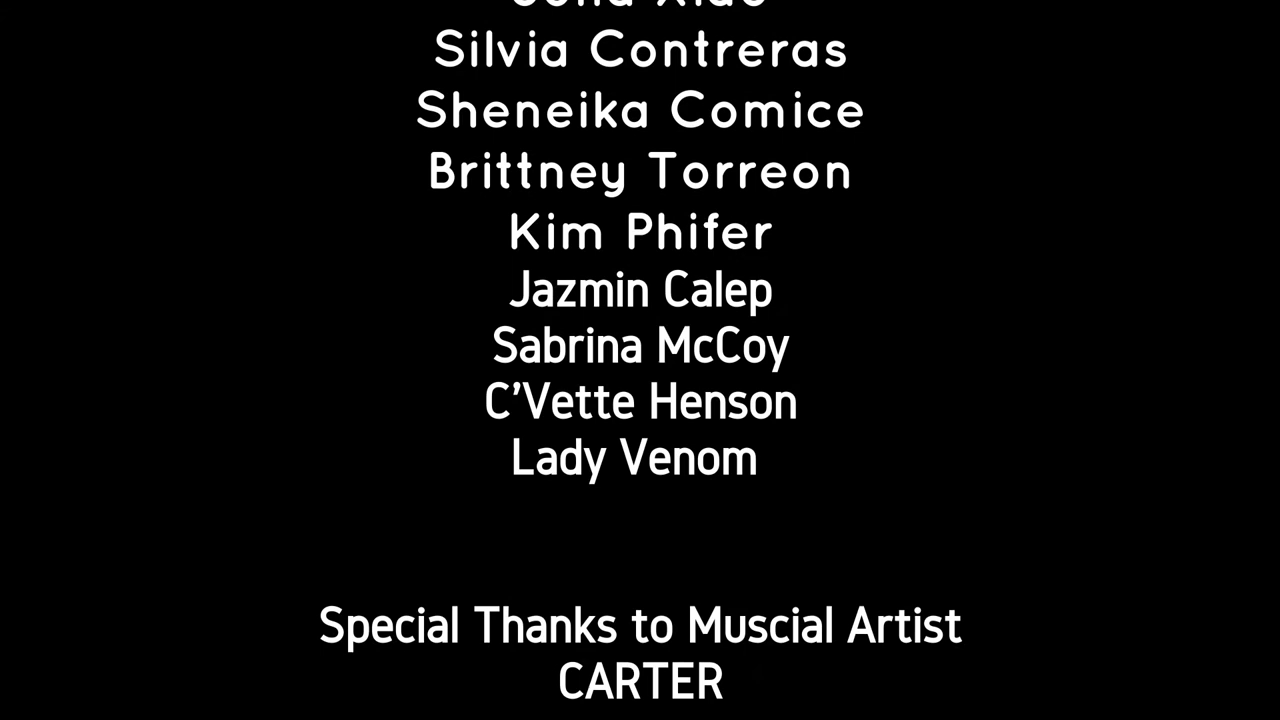 Silvia Contreras
Sheneika Comice
Brittney Torreon
Kim Phifer
Jazmin Calep
Sabrina McCoy
C’Vette Henson
Lady Venom
Special Thanks to Muscial Artist
CARTER